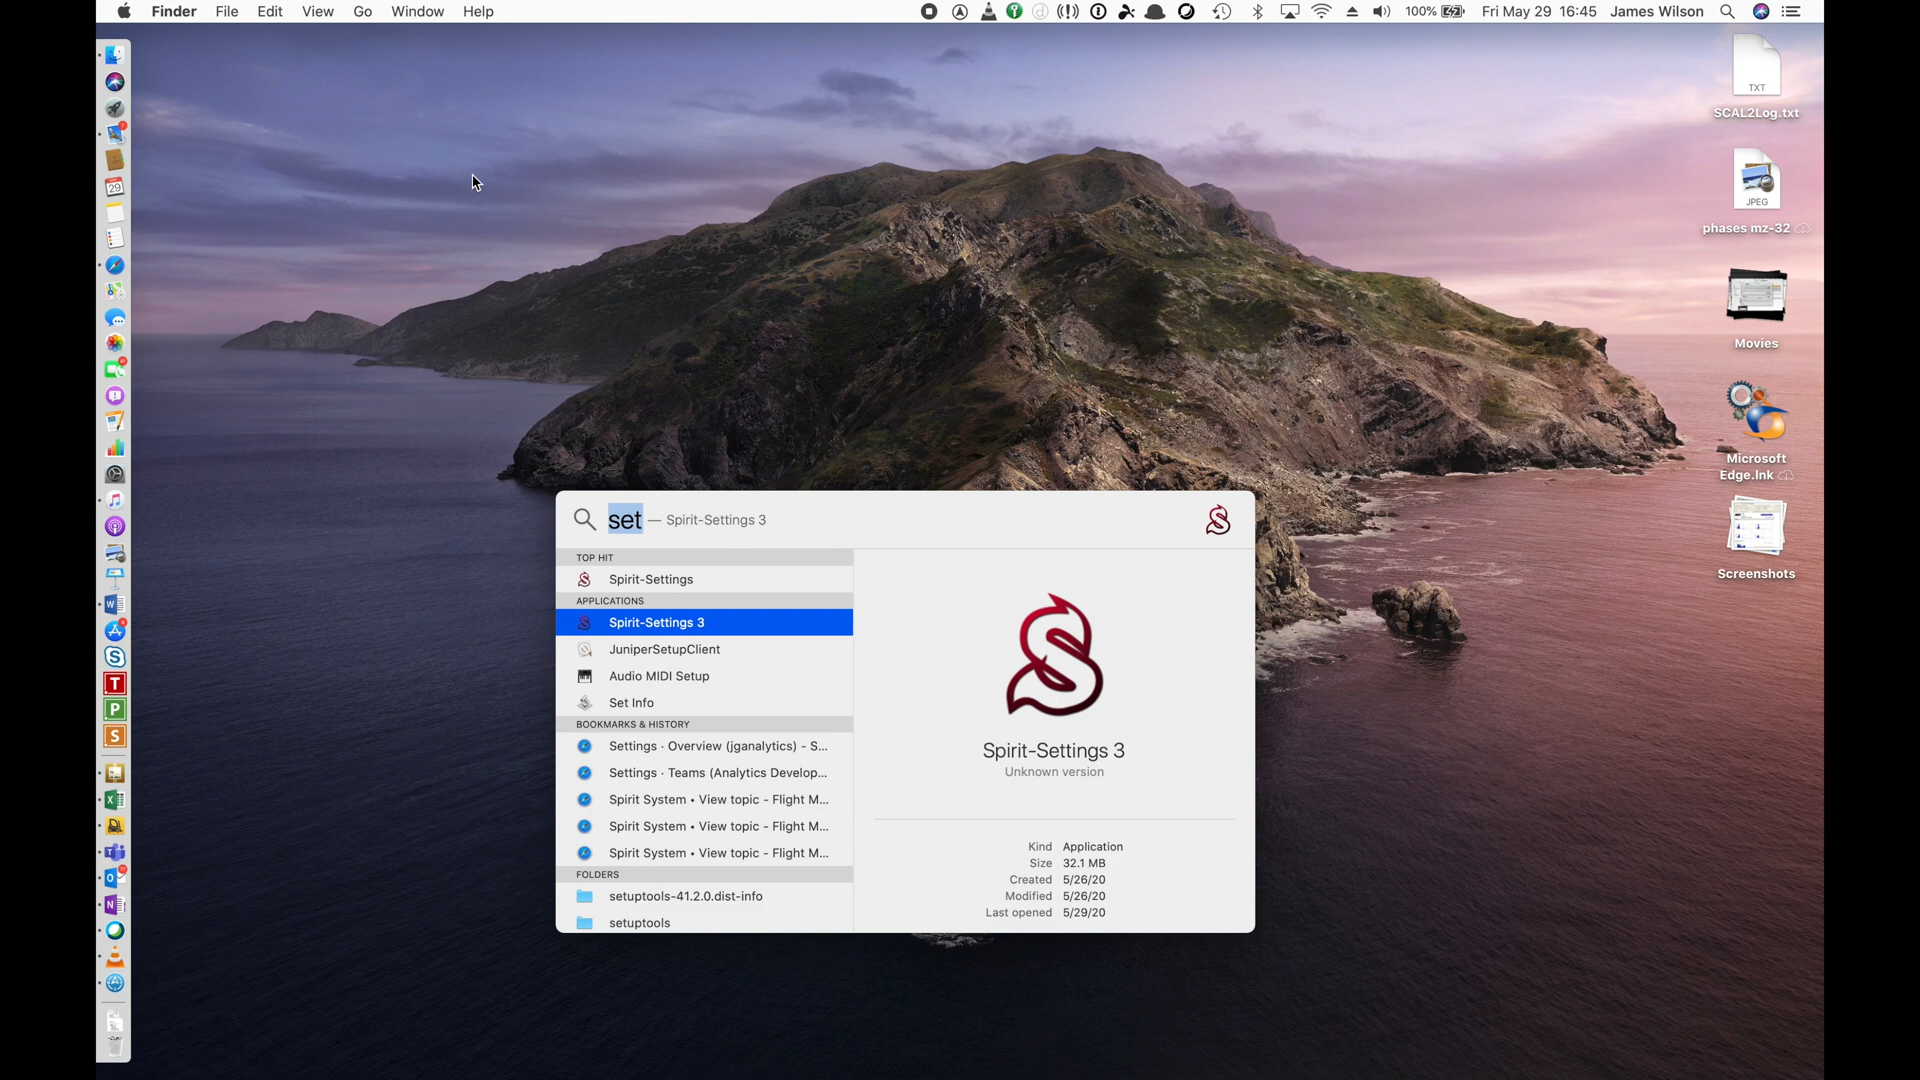 Finder File Edit View Go Window Help
100% Fri May 29 16:45 James Wilson
29
TXT
SCAL2Log.txt
JPEG
phases mz-32
Movies
Microsoft
Edge.lnk
Screenshots
W
S
T
P
S
X
O
N
set — Spirit-Settings 3
TOP HIT
Spirit-Settings
APPLICATIONS
Spirit-Settings 3
JuniperSetupClient
Audio MIDI Setup
Set Info
BOOKMARKS & HISTORY
Settings · Overview (jganalytics) - S...
Settings · Teams (Analytics Develop...
Spirit System • View topic - Flight M...
Spirit System • View topic - Flight M...
Spirit System • View topic - Flight M...
FOLDERS
setuptools-41.2.0.dist-info
setuptools
Spirit-Settings 3
Unknown version
Kind Application
Size 32.1 MB
Created 5/26/20
Modified 5/26/20
Last opened 5/29/20